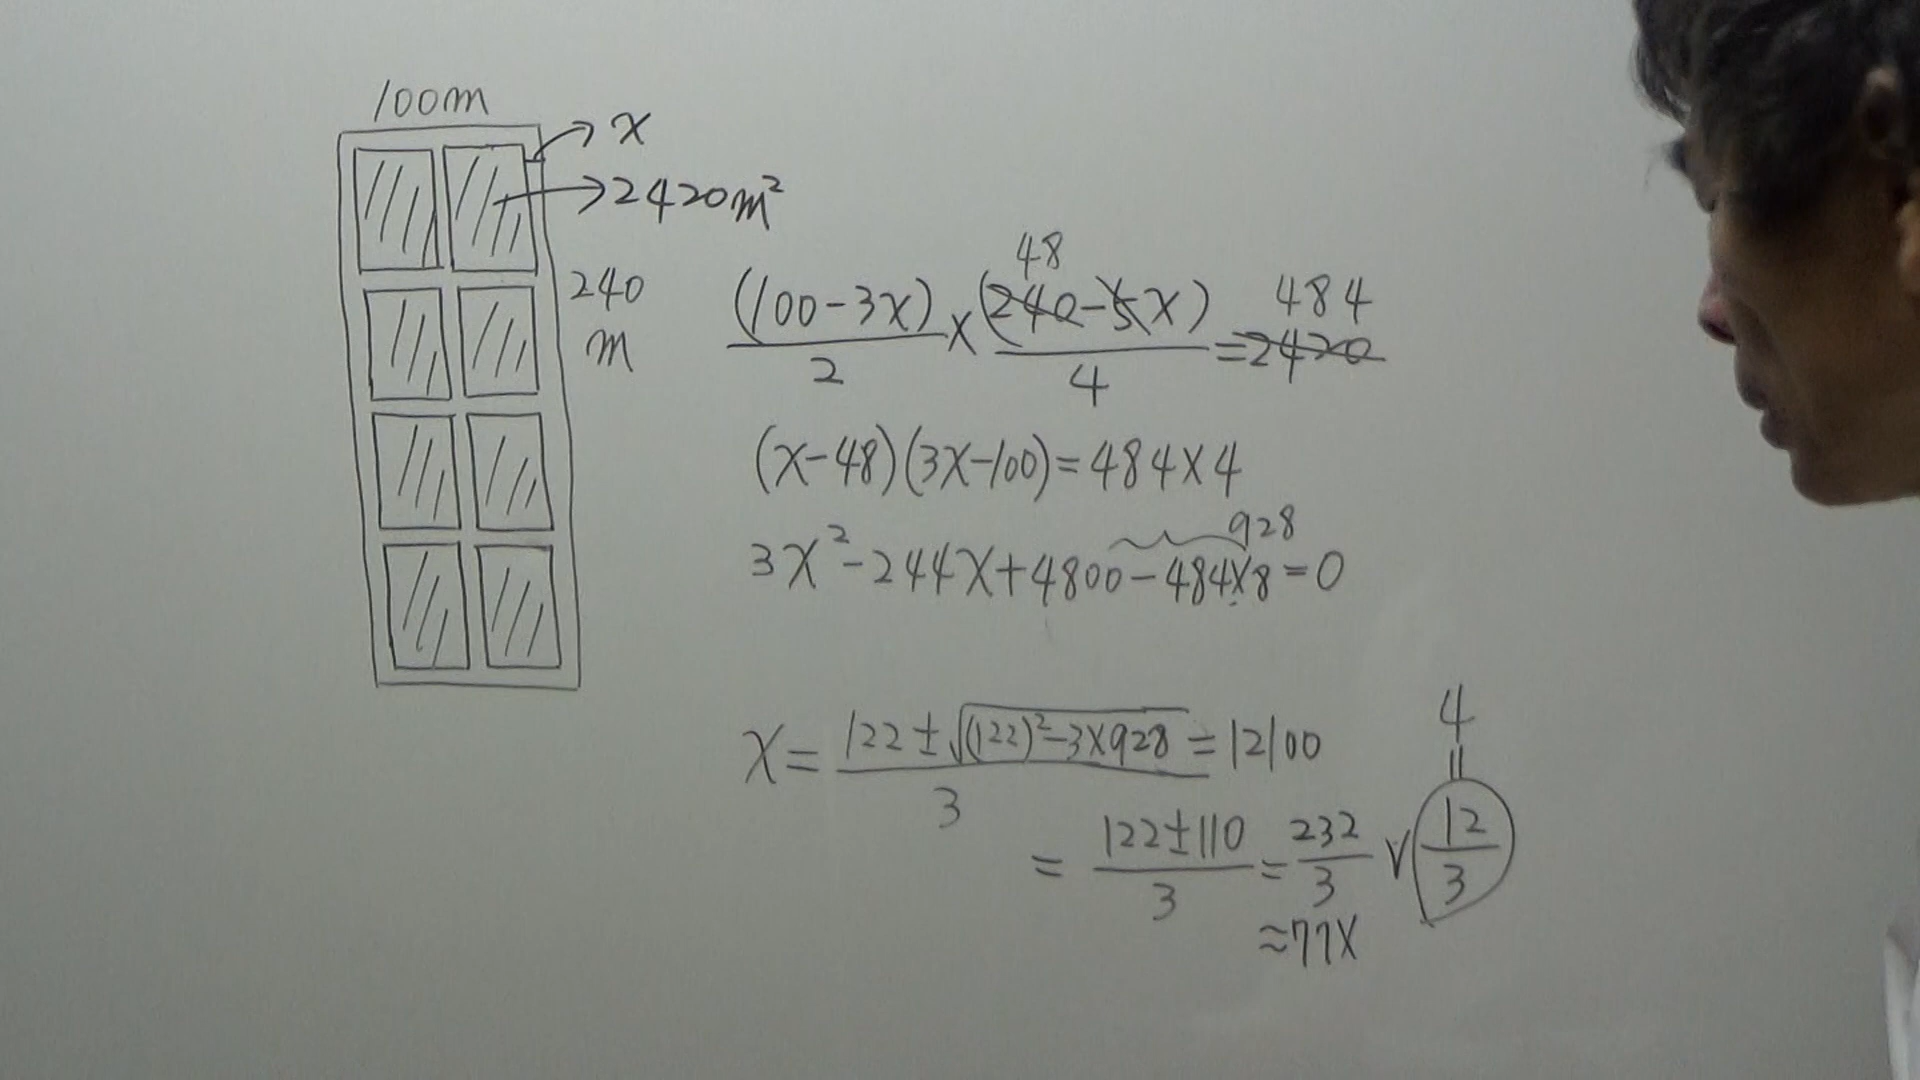 100m
x
2420m²
240
m
48
(100-3x)/2 × (240-5x)/4 = 2420
484
(x-48)(3x-100)=484×4
928
3x²-244x+4800-484×8=0
x = (122±√((122)²-3×928))/3 = 12100
4
= (122±110)/3 = 232/3 ∨ 12/3
≈77X